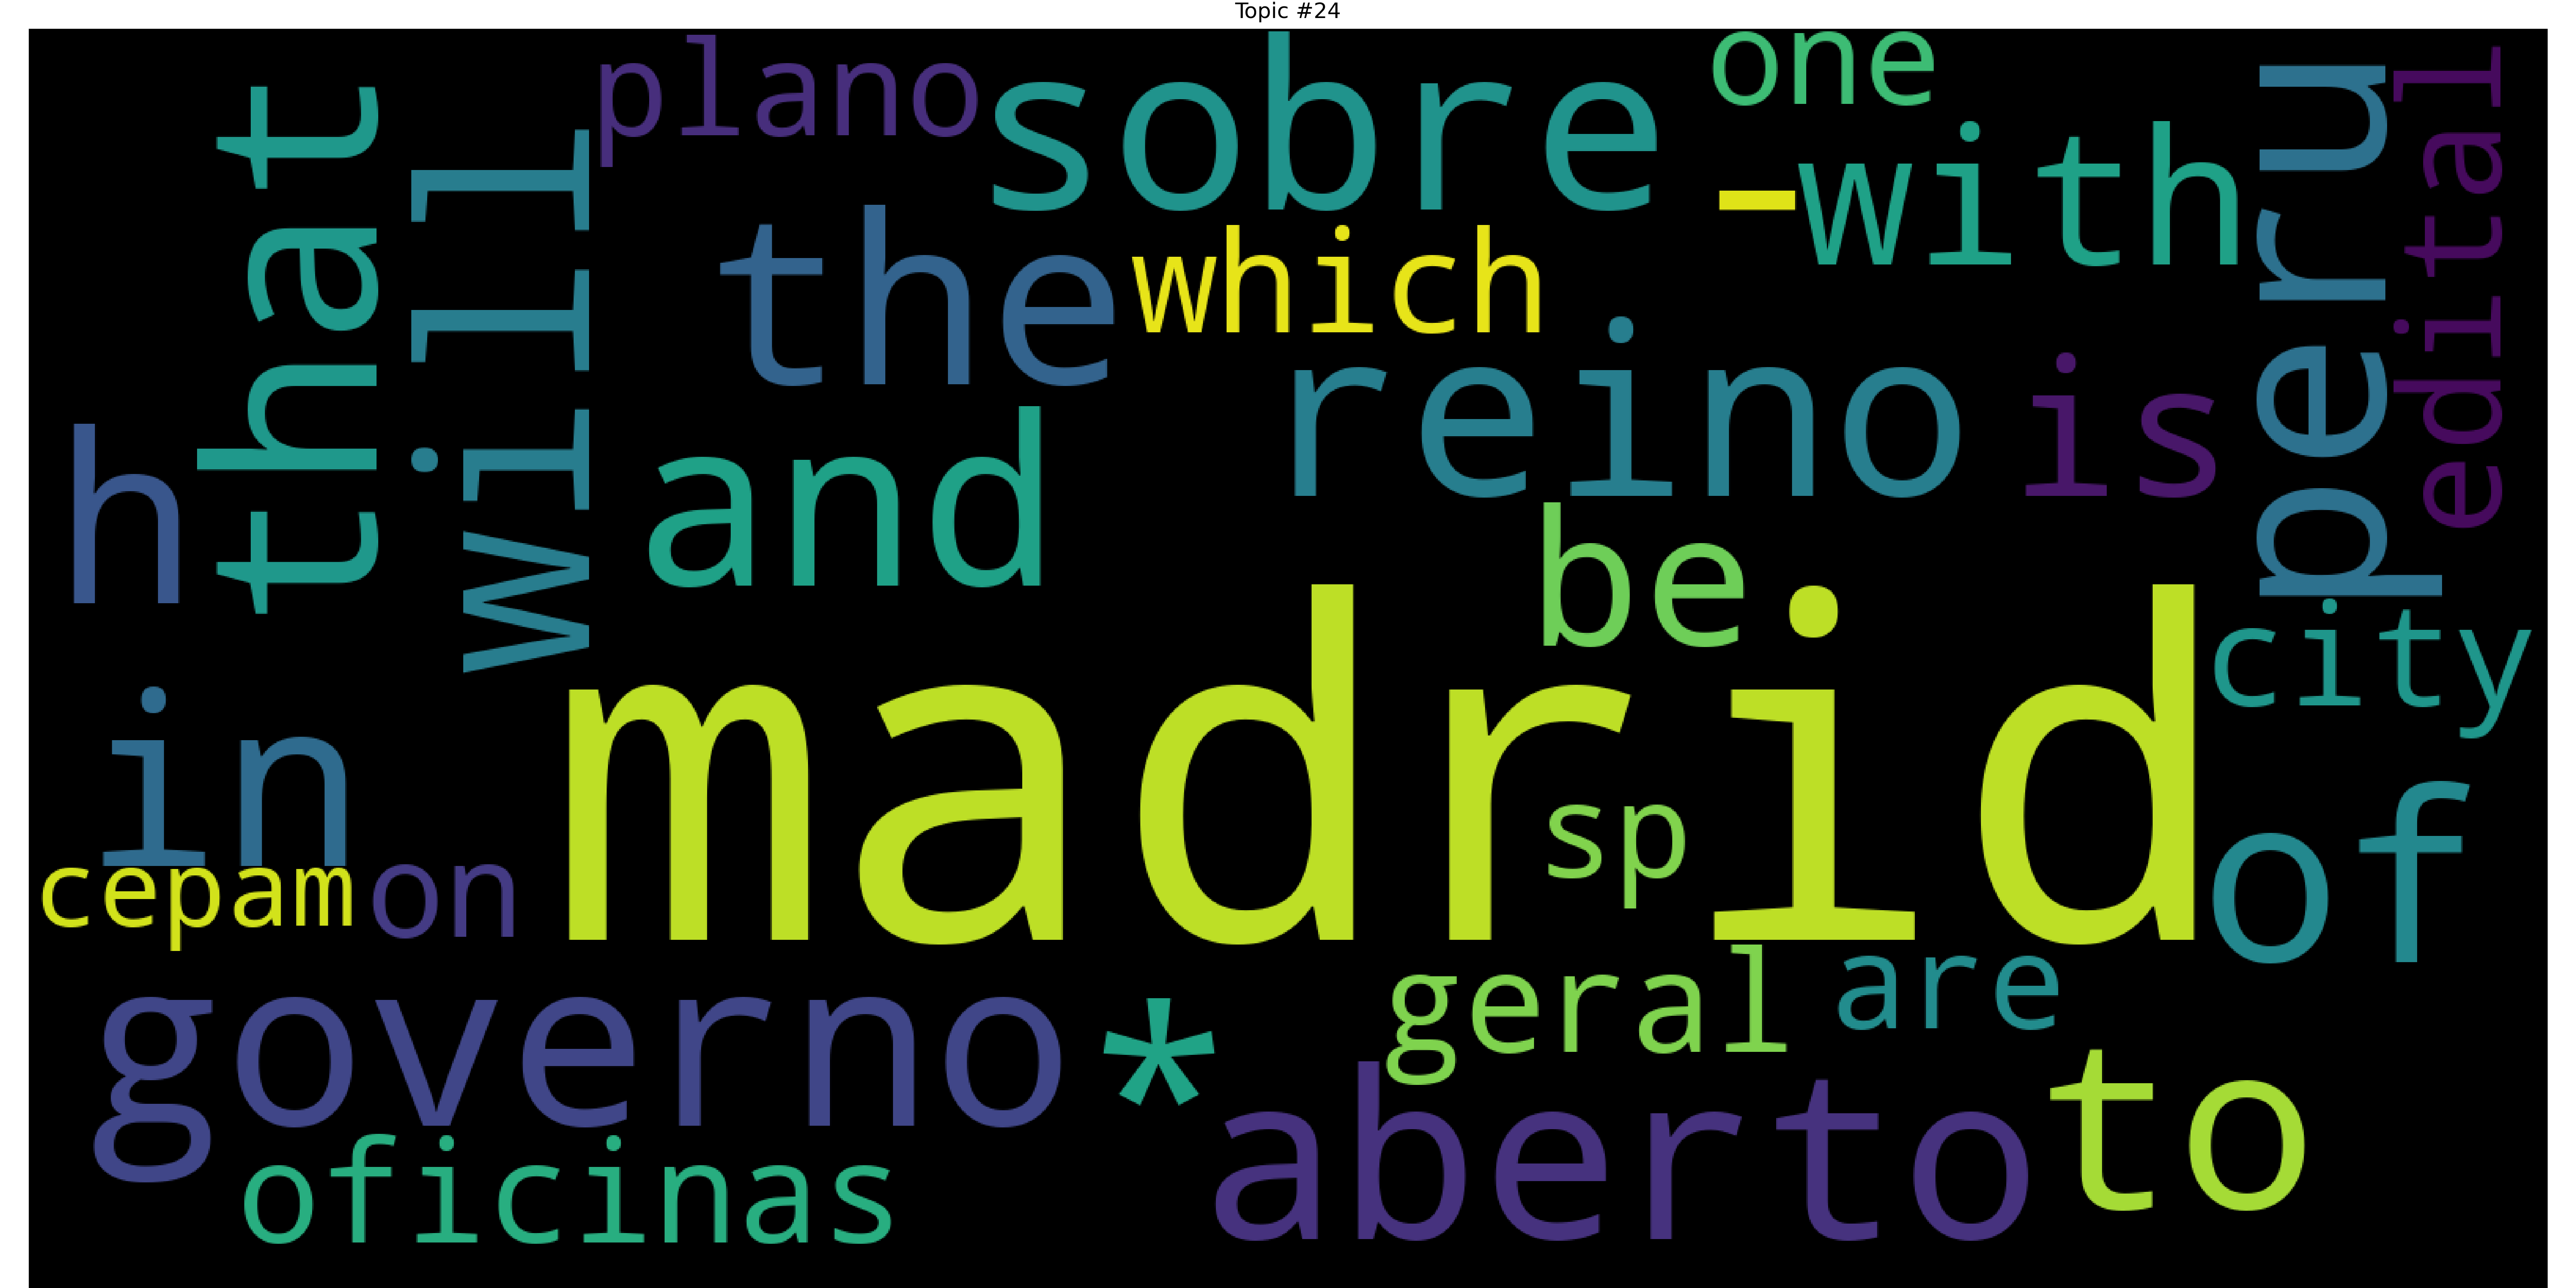 Topic #24
plano
sobre
one
that
will
-
with
peru
edital
the
which
reino
is
h
and
be
city
in
madrid
sp
of
cepam
on
geral
are
governo
*
aberto
to
oficinas